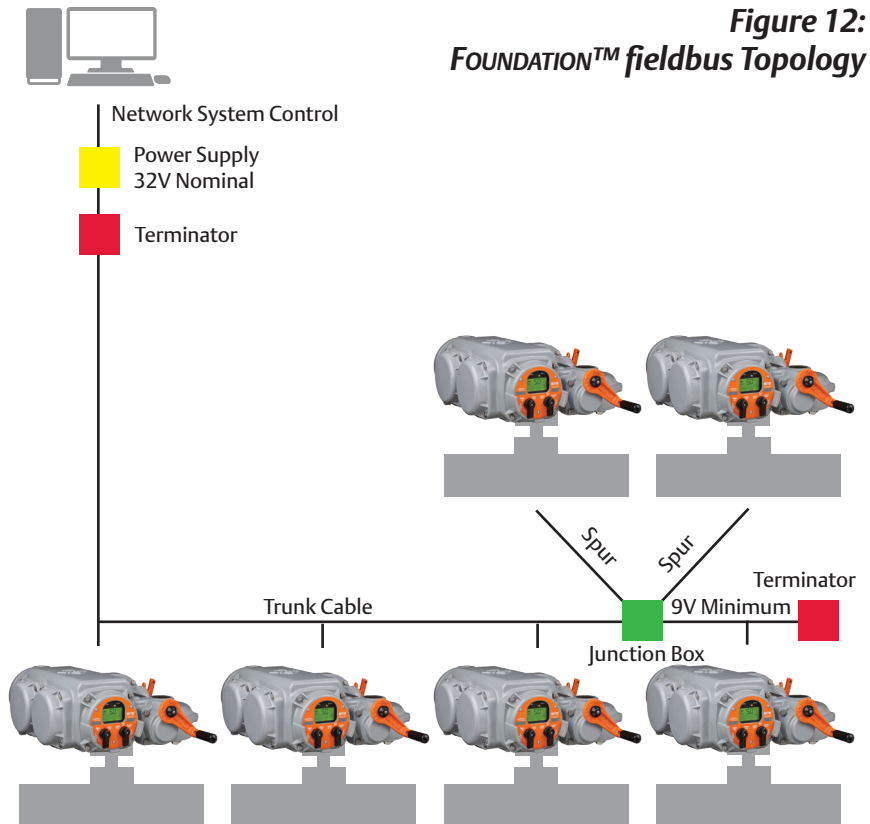 Figure 12:
FOUNDATION™ fieldbus Topology
Network System Control
Power Supply
32V Nominal
Terminator
Spur
Spur
Terminator
Trunk Cable
9V Minimum
Junction Box